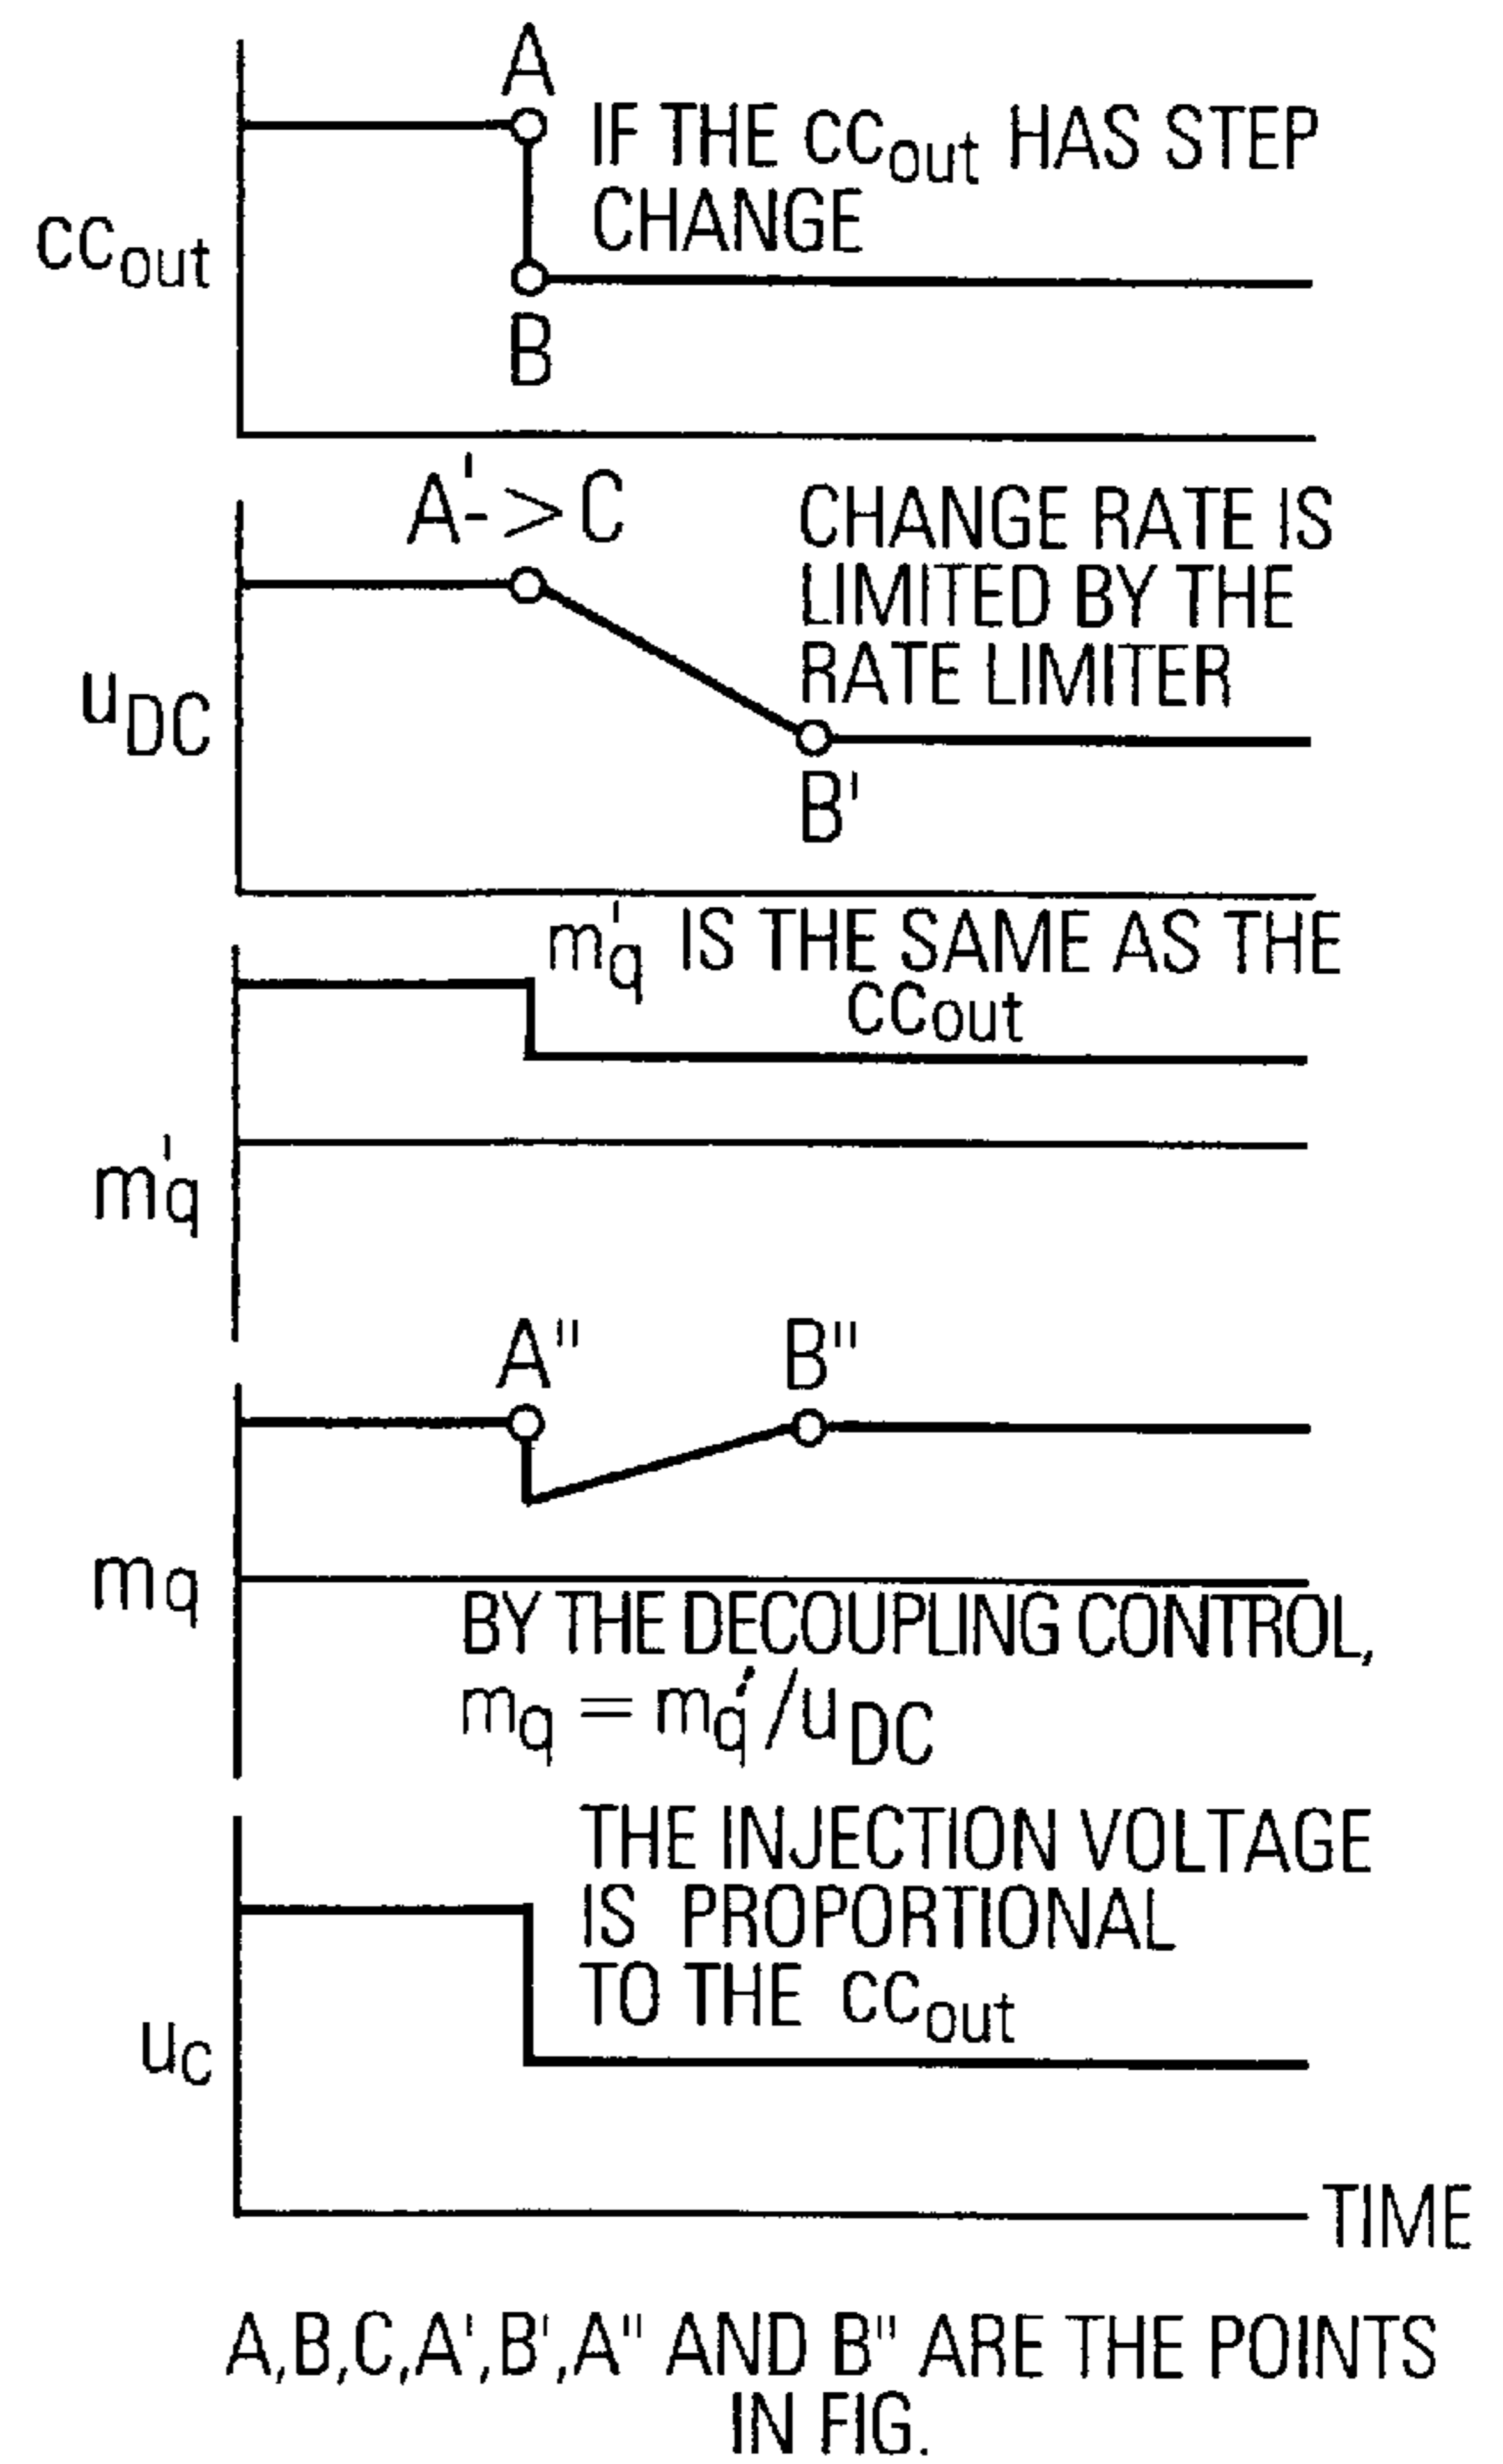 A
IF THE CCout HAS STEP
CHANGE
CCout
B
A'->C
CHANGE RATE IS
LIMITED BY THE
RATE LIMITER
uDC
B'
m'q IS THE SAME AS THE
CCout
m'q
A" B"
mq
BY THE DECOUPLING CONTROL,
mq = mq'/uDC
THE INJECTION VOLTAGE
IS PROPORTIONAL
TO THE CCout
uc
TIME
A,B,C,A',B',A" AND B" ARE THE POINTS
IN FIG.